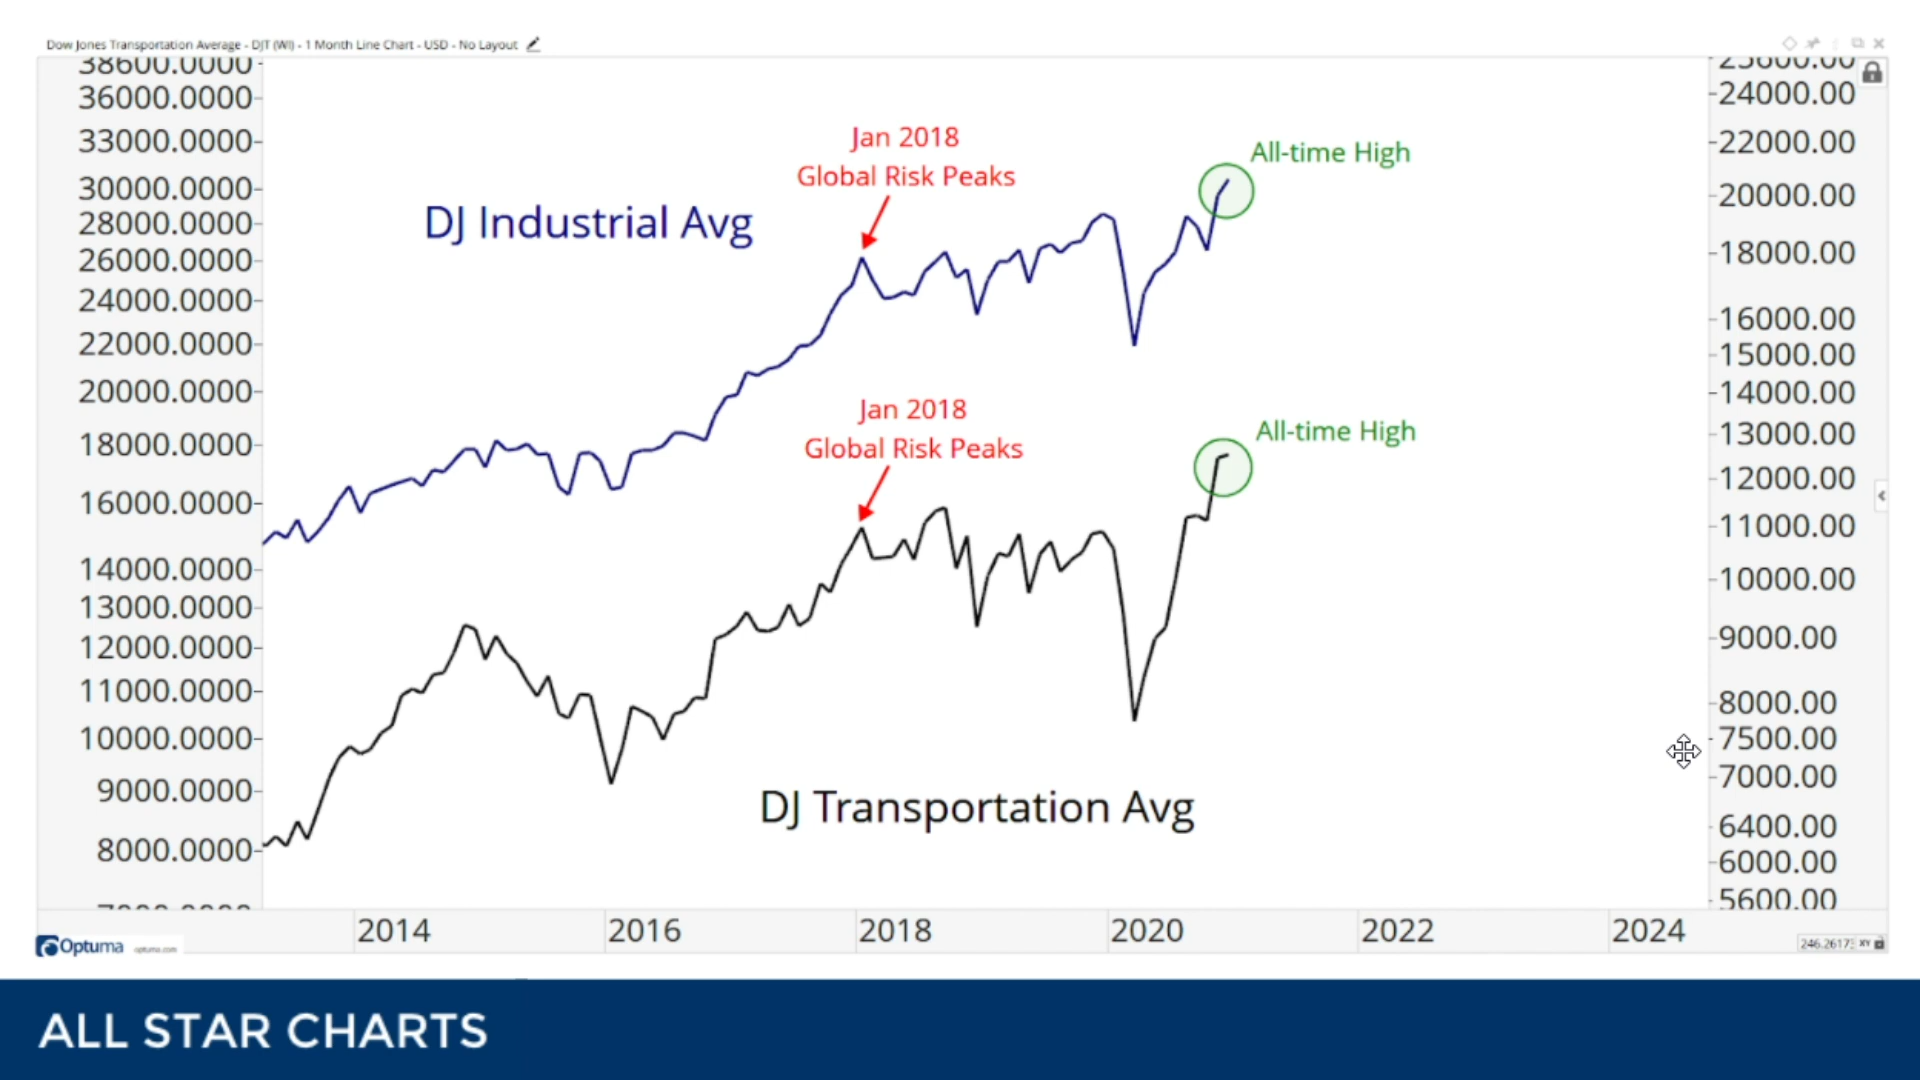 Dow Jones Transportation Average - DJT (WI) - 1 Month Line Chart - USD - No Layout
38600.0000
36000.0000
33000.0000
30000.0000
28000.0000
26000.0000
24000.0000
22000.0000
20000.0000
18000.0000
16000.0000
14000.0000
13000.0000
12000.0000
11000.0000
10000.0000
9000.0000
8000.0000
Jan 2018
Global Risk Peaks
All-time High
DJ Industrial Avg
Jan 2018
Global Risk Peaks
All-time High
DJ Transportation Avg
24000.00
22000.00
20000.00
18000.00
16000.00
15000.00
14000.00
13000.00
12000.00
11000.00
10000.00
9000.00
8000.00
7500.00
7000.00
6400.00
6000.00
5600.00
2014 2016 2018 2020 2022 2024
Optuma optuma.com
XY
ALL STAR CHARTS